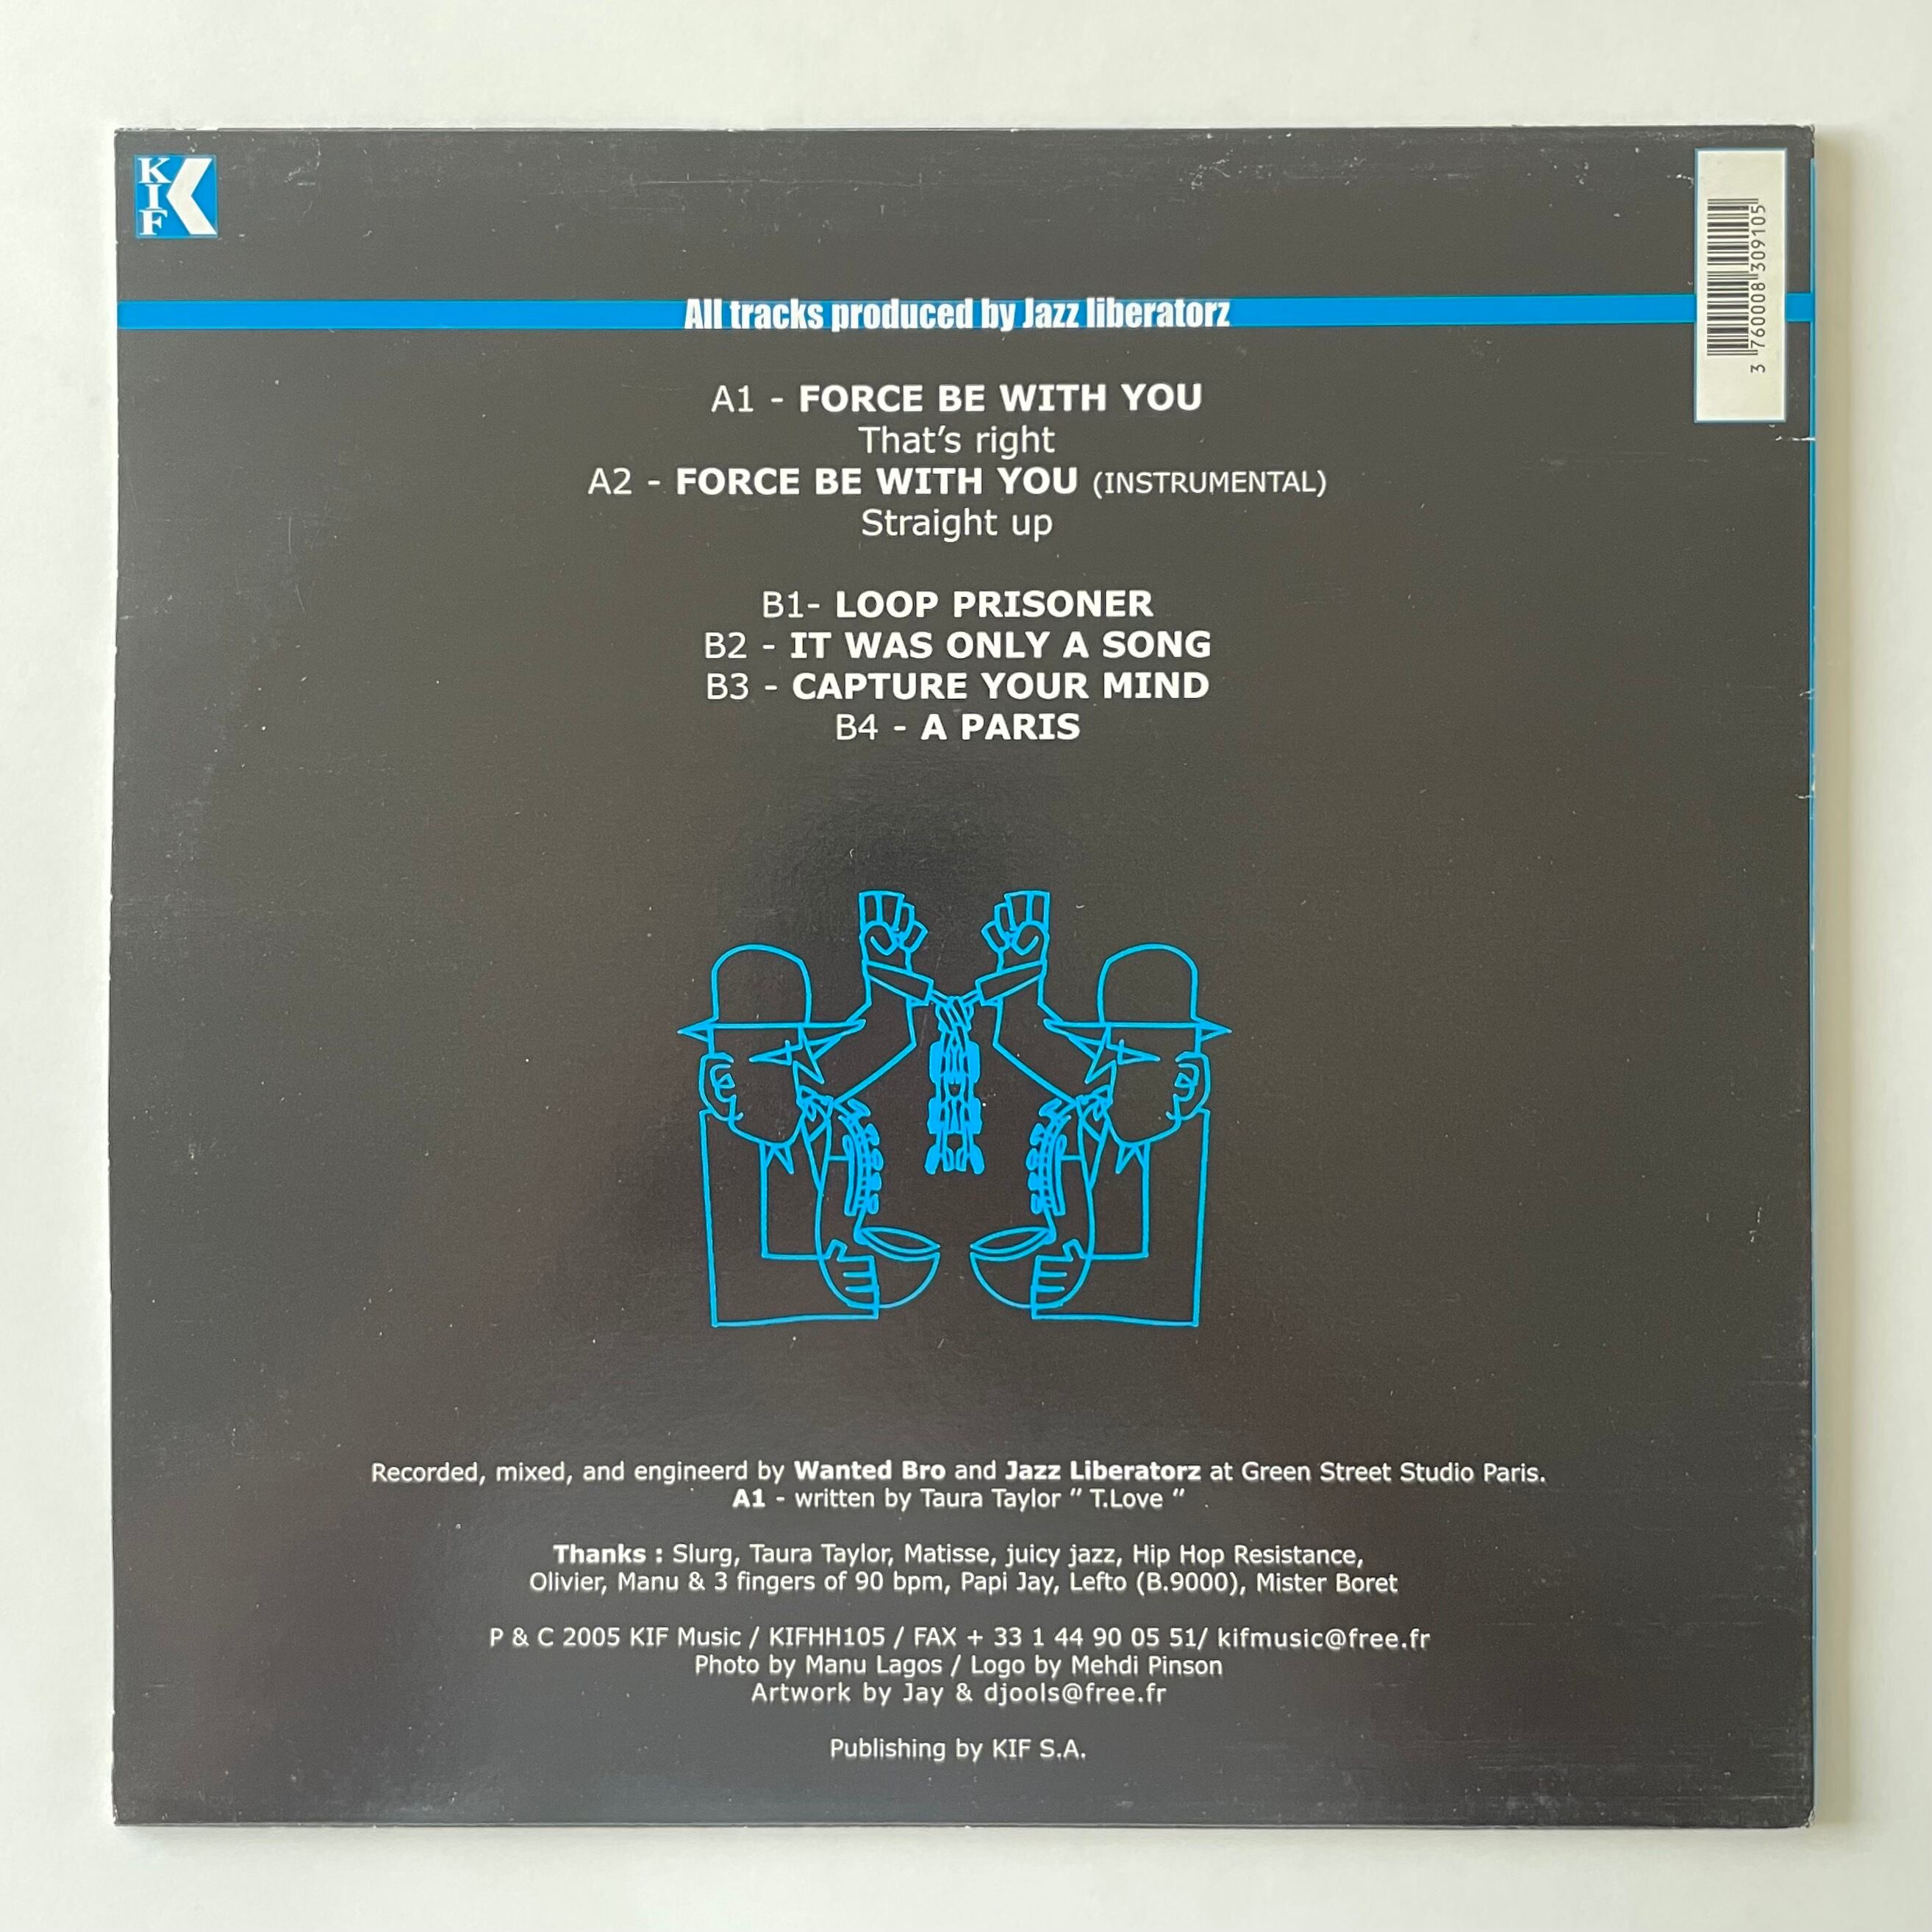 KIF
3 760008 309105
All tracks produced by Jazz liberatorz
A1 - FORCE BE WITH YOU
That's right
A2 - FORCE BE WITH YOU (INSTRUMENTAL)
Straight up
B1- LOOP PRISONER
B2 - IT WAS ONLY A SONG
B3 - CAPTURE YOUR MIND
B4 - A PARIS
Recorded, mixed, and engineerd by Wanted Bro and Jazz Liberatorz at Green Street Studio Paris.
A1 - written by Taura Taylor " T.Love "
Thanks : Slurg, Taura Taylor, Matisse, juicy jazz, Hip Hop Resistance,
Olivier, Manu & 3 fingers of 90 bpm, Papi Jay, Lefto (B.9000), Mister Boret
P & C 2005 KIF Music / KIFHH105 / FAX + 33 1 44 90 05 51/ kifmusic@free.fr
Photo by Manu Lagos / Logo by Mehdi Pinson
Artwork by Jay & djools@free.fr
Publishing by KIF S.A.